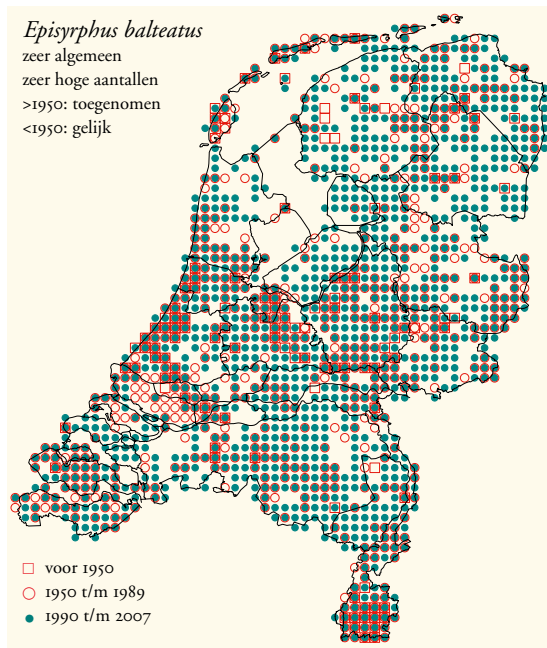 Episyrphus balteatus
zeer algemeen
zeer hoge aantallen
>1950: toegenomen
<1950: gelijk
voor 1950
1950 t/m 1989
1990 t/m 2007